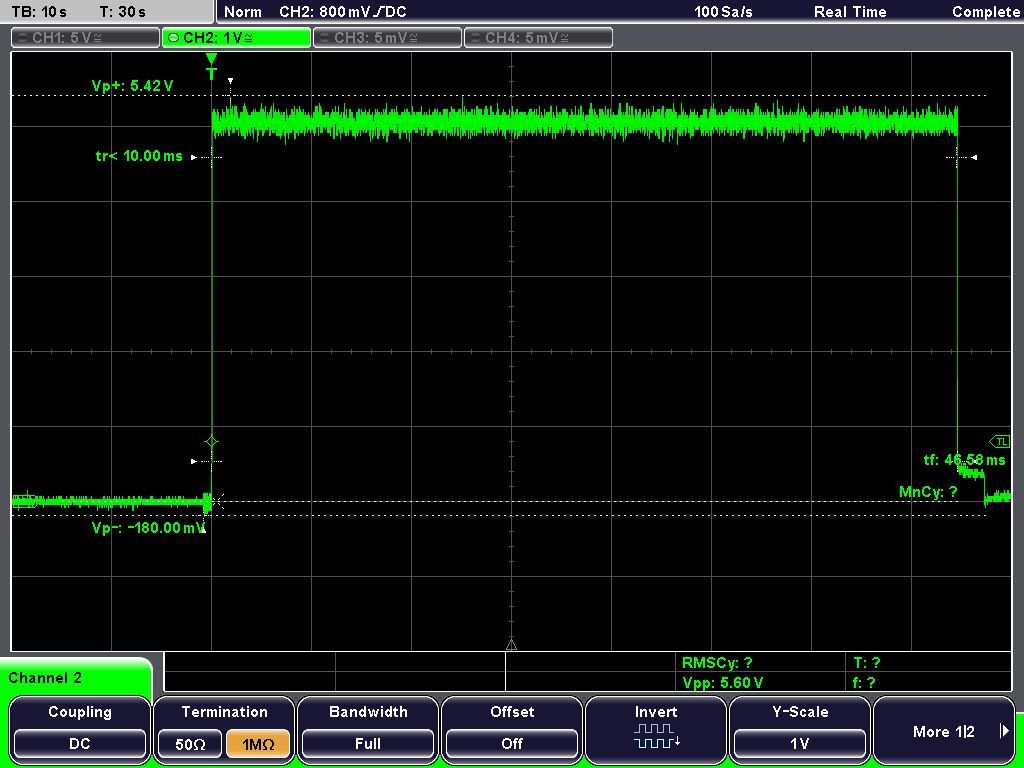 TB: 10 s T: 30 s Norm CH2: 800 mV DC 100 Sa/s Real Time Complete
CH1: 5 V≅ CH2: 1V≅ CH3: 5 mV≅ CH4: 5 mV≅
T
Vp+: 5.42 V
tr< 10.00 ms
TL
tf: 46.58 ms
MnCy: ?
Vp-: -180.00 mV
RMSCy: ? T: ?
Vpp: 5.60 V f: ?
Channel 2
Coupling Termination Bandwidth Offset Invert Y-Scale More 1|2
DC 50Ω 1MΩ Full Off 1V